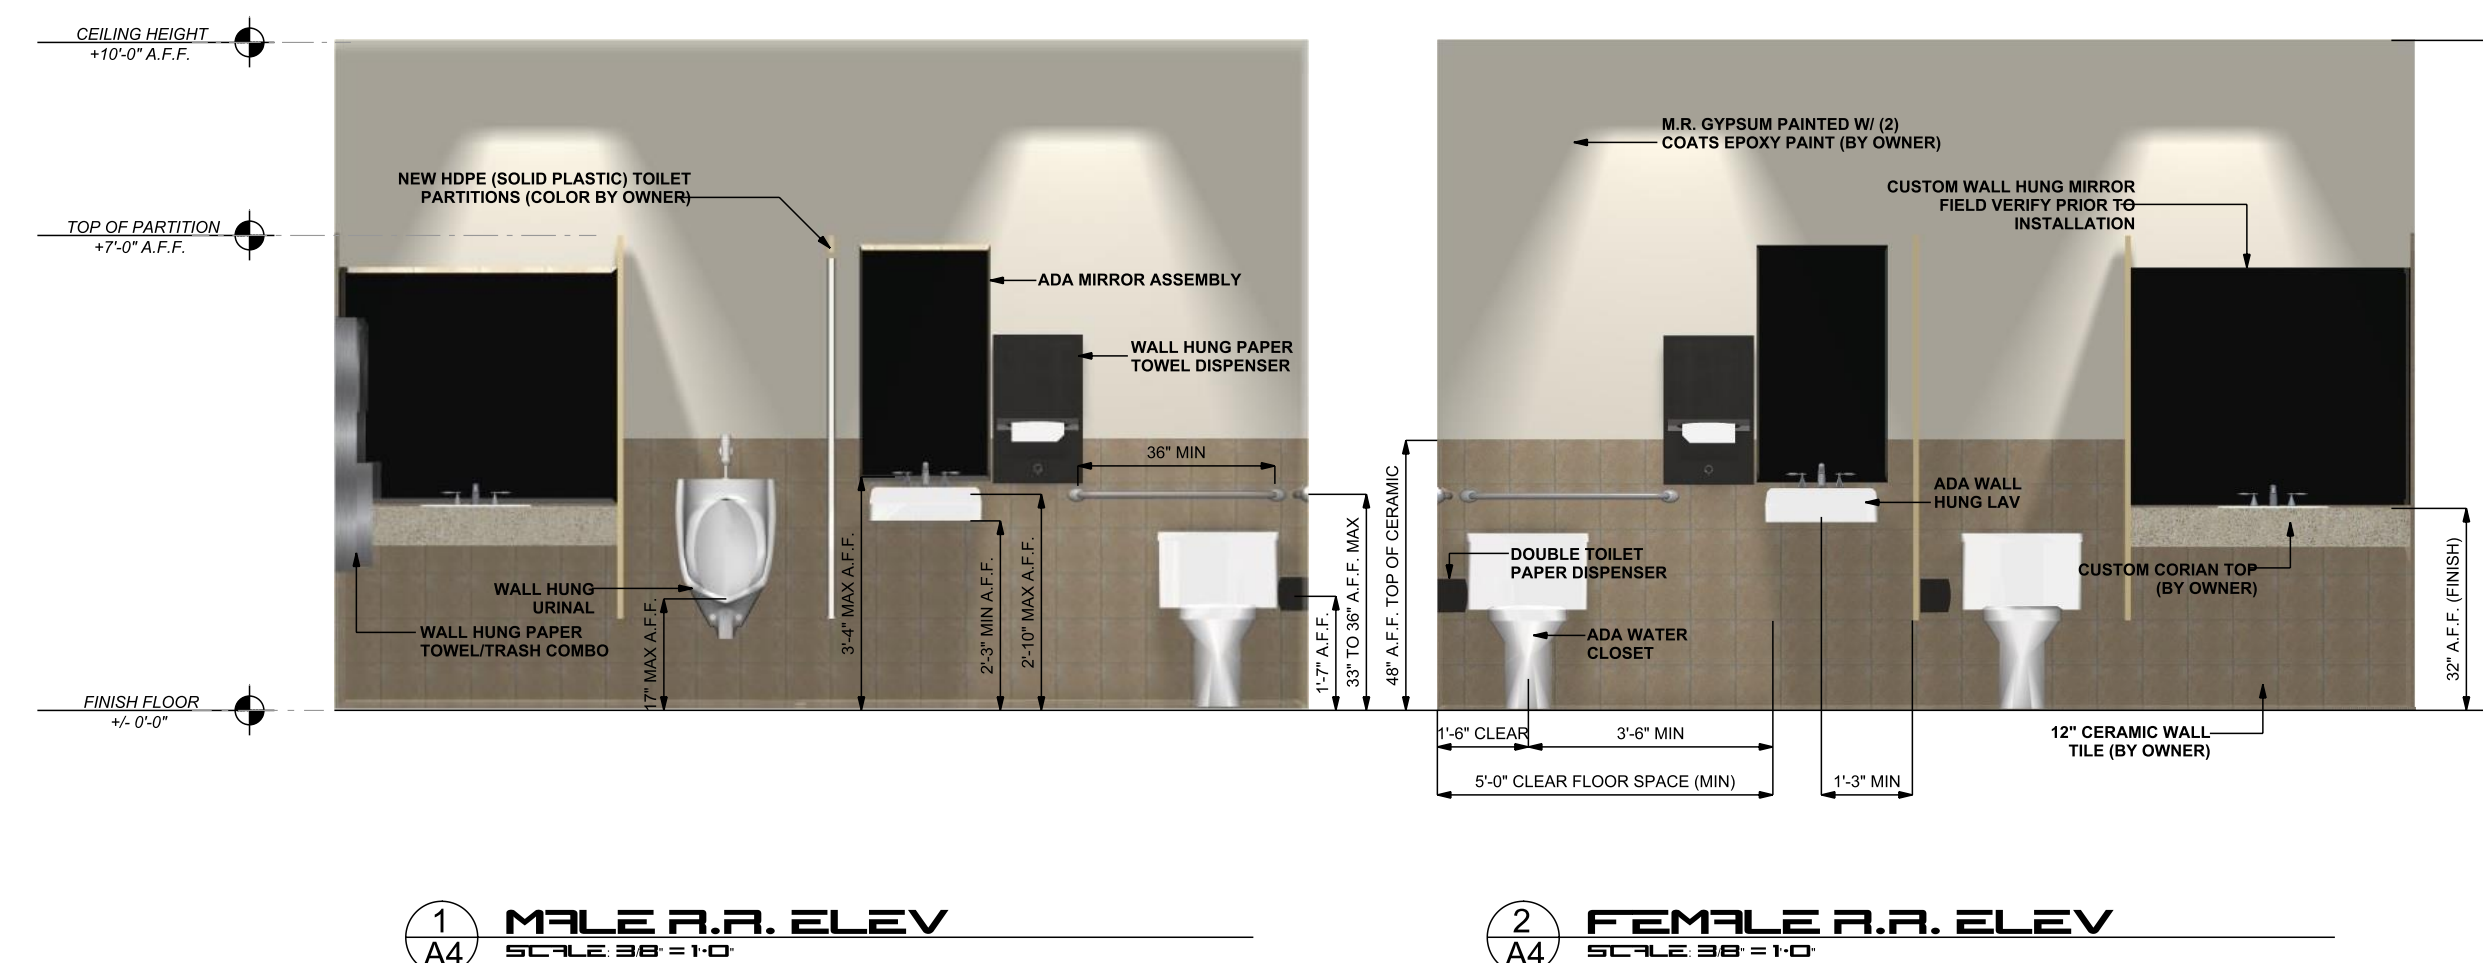 CEILING HEIGHT
+10'-0" A.F.F.
TOP OF PARTITION
+7'-0" A.F.F.
FINISH FLOOR
+/- 0'-0"
NEW HDPE (SOLID PLASTIC) TOILET
PARTITIONS (COLOR BY OWNER)
ADA MIRROR ASSEMBLY
WALL HUNG PAPER
TOWEL DISPENSER
36" MIN
WALL HUNG
URINAL
WALL HUNG PAPER
TOWEL/TRASH COMBO
17" MAX A.F.F.
3'-4" MAX A.F.F.
2'-3" MIN A.F.F.
2'-10" MAX A.F.F.
1'-7" A.F.F.
33" TO 36" A.F.F. MAX
48" A.F.F. TOP OF CERAMIC
M.R. GYPSUM PAINTED W/ (2)
COATS EPOXY PAINT (BY OWNER)
CUSTOM WALL HUNG MIRROR
FIELD VERIFY PRIOR TO
INSTALLATION
ADA WALL
HUNG LAV
DOUBLE TOILET
PAPER DISPENSER
ADA WATER
CLOSET
CUSTOM CORIAN TOP
(BY OWNER)
32" A.F.F. (FINISH)
12" CERAMIC WALL
TILE (BY OWNER)
1'-6" CLEAR
3'-6" MIN
5'-0" CLEAR FLOOR SPACE (MIN)
1'-3" MIN
1
A4
MALE R.R. ELEV
SCALE: 3/8" = 1'-0"
2
A4
FEMALE R.R. ELEV
SCALE: 3/8" = 1'-0"